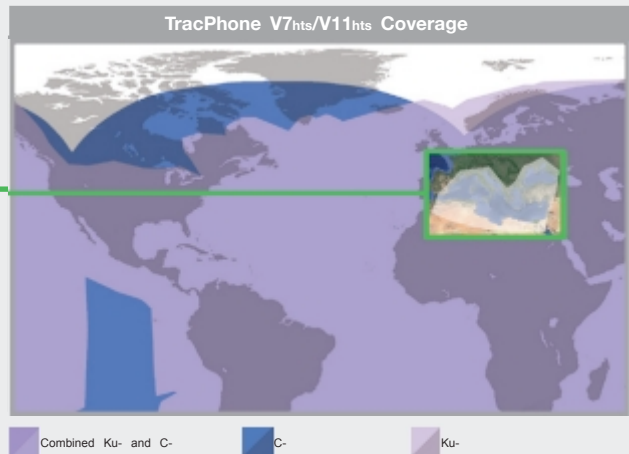 TracPhone V7hts/V11hts Coverage
Combined Ku- and C-
C-
Ku-